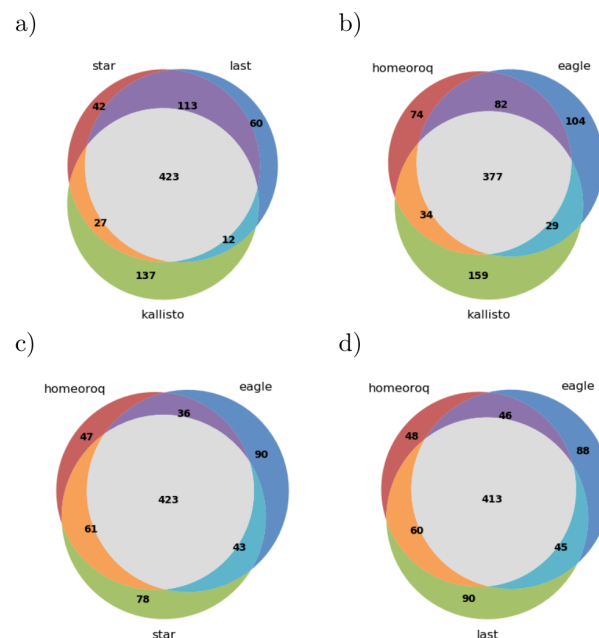 a)
star
last
42
113
60
423
27
12
137
kallisto
b)
homeoroq
eagle
74
82
104
377
34
29
159
kallisto
c)
homeoroq
eagle
47
36
90
423
61
43
78
star
d)
homeoroq
eagle
48
46
88
413
60
45
90
last